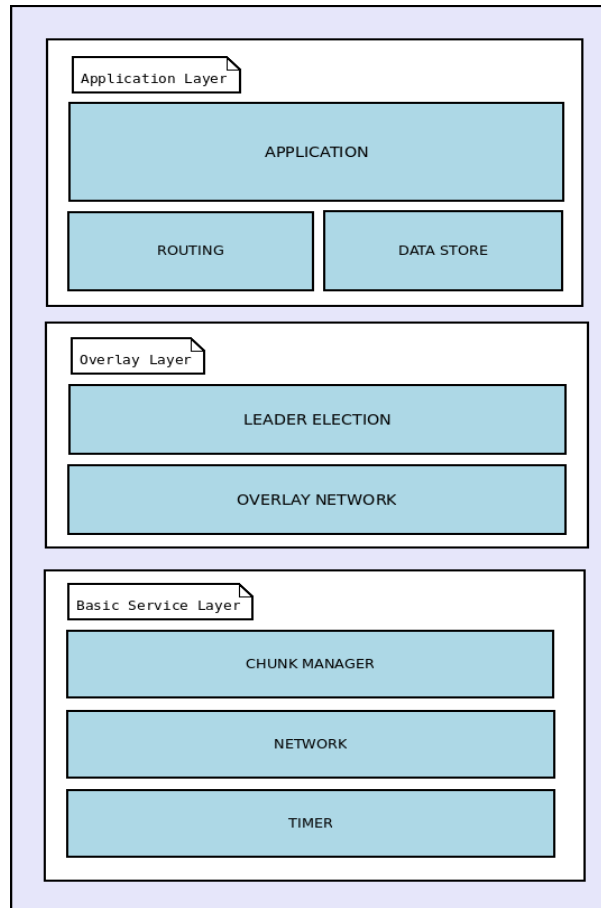 Application Layer
APPLICATION
ROUTING
DATA STORE
Overlay Layer
LEADER ELECTION
OVERLAY NETWORK
Basic Service Layer
CHUNK MANAGER
NETWORK
TIMER